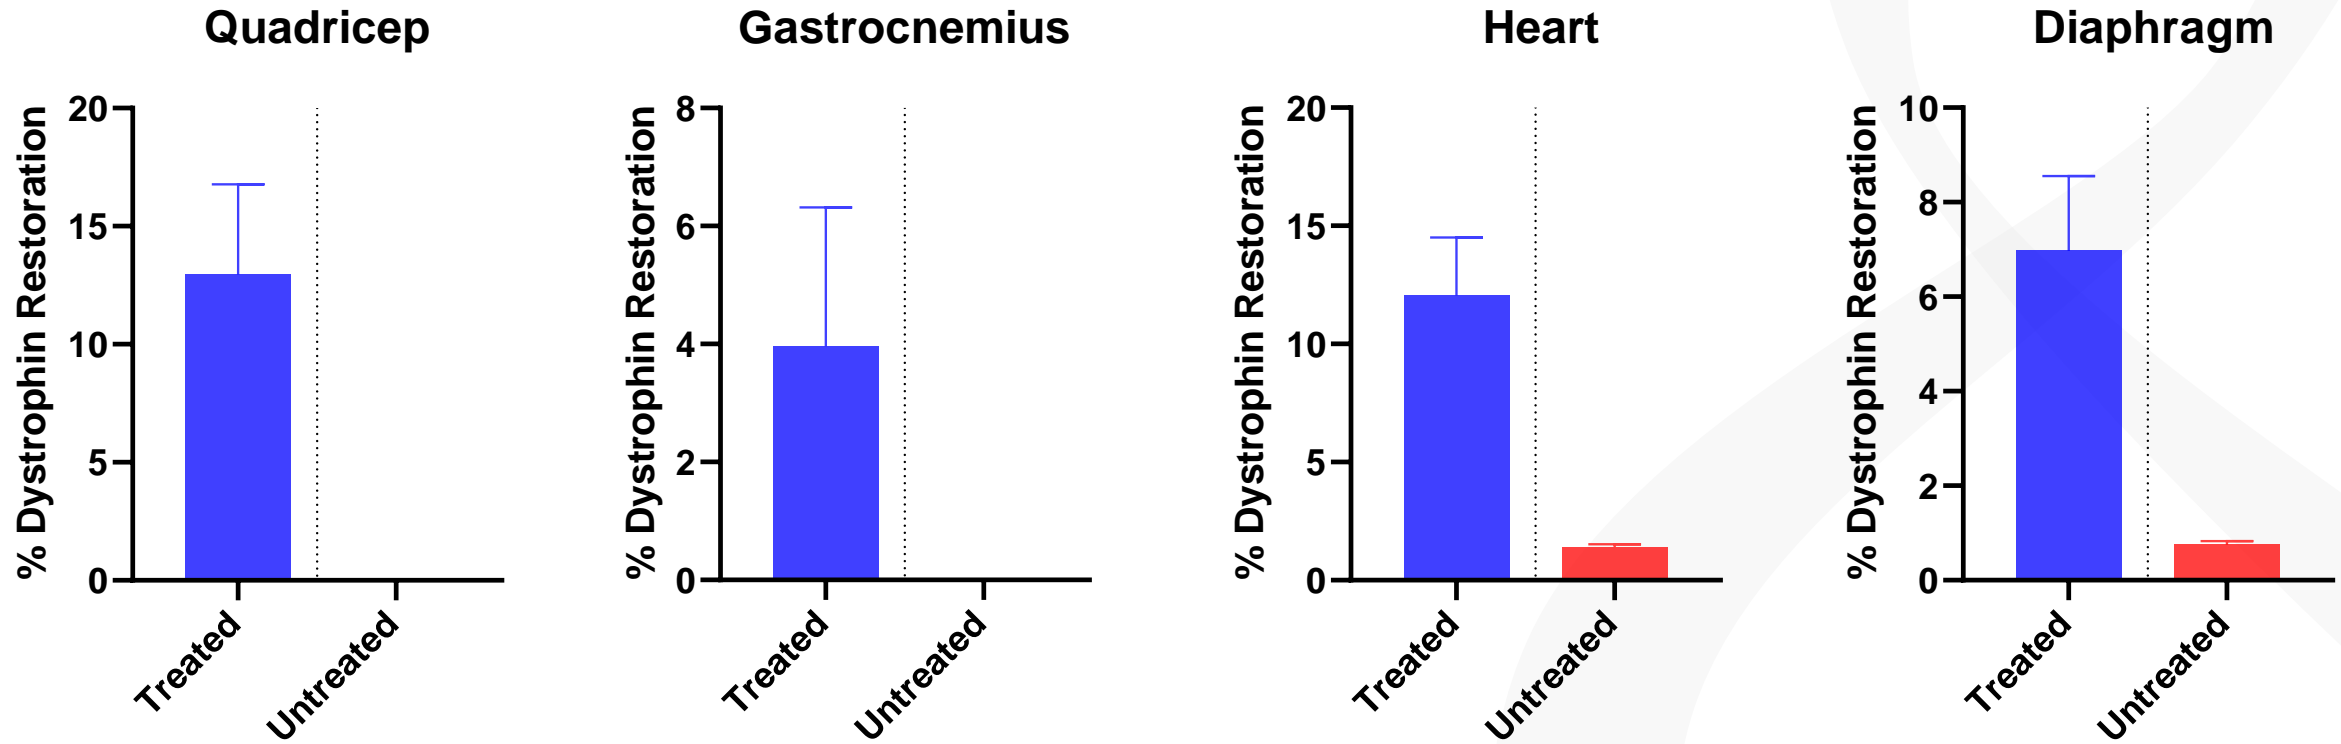 Quadricep
% Dystrophin Restoration
20
15
10
5
0
Treated
Untreated
Gastrocnemius
% Dystrophin Restoration
8
6
4
2
0
Treated
Untreated
Heart
% Dystrophin Restoration
20
15
10
5
0
Treated
Untreated
Diaphragm
% Dystrophin Restoration
10
8
6
4
2
0
Treated
Untreated